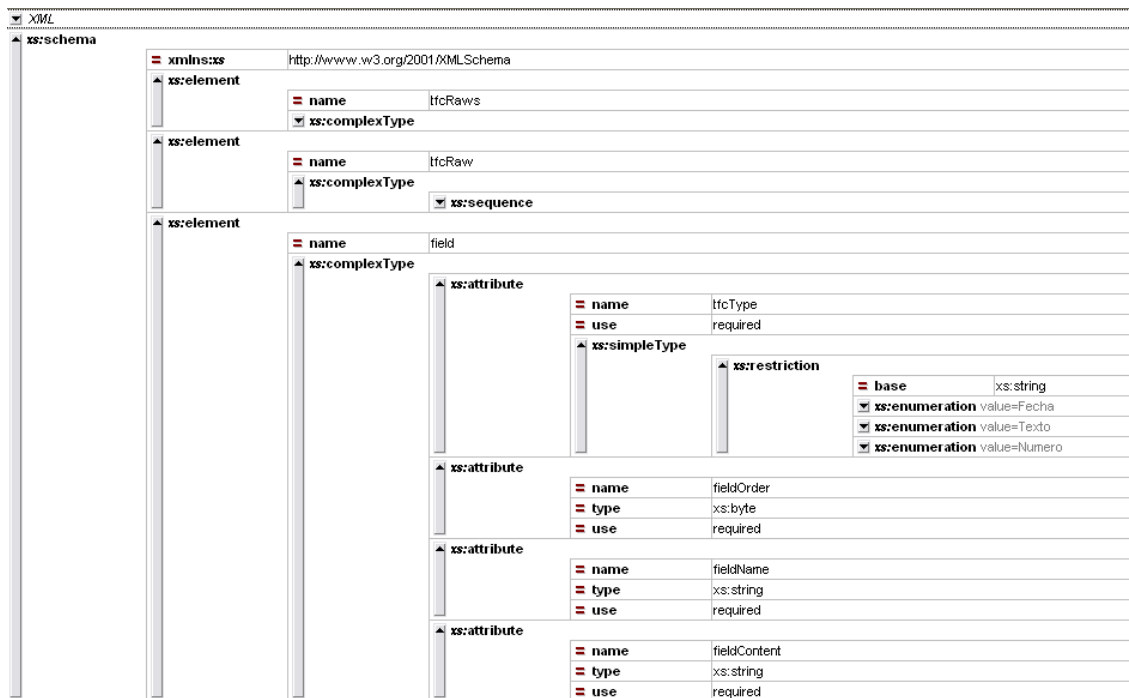 XML
xs:schema
= xmlns:xs http://www.w3.org/2001/XMLSchema
xs:element
= name tfcRaws
xs:complexType
xs:element
= name tfcRaw
xs:complexType
xs:sequence
xs:element
= name field
xs:complexType
xs:attribute
= name tfcType
= use required
xs:simpleType
xs:restriction
= base xs:string
xs:enumeration value=Fecha
xs:enumeration value=Texto
xs:enumeration value=Numero
xs:attribute
= name fieldOrder
= type xs:byte
= use required
xs:attribute
= name fieldName
= type xs:string
= use required
xs:attribute
= name fieldContent
= type xs:string
= use required